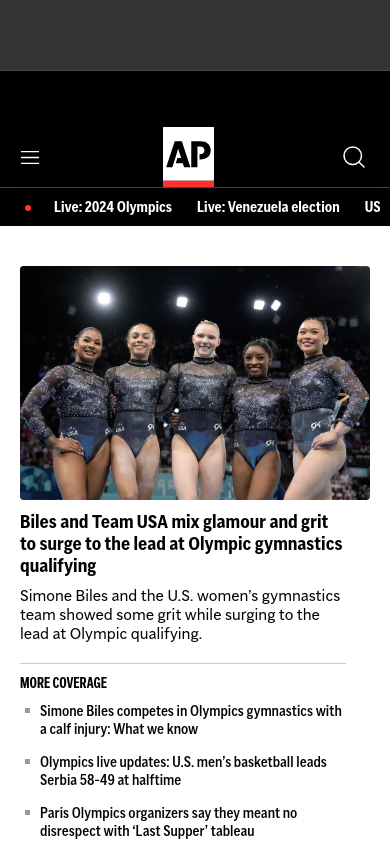 AP
Live: 2024 Olympics Live: Venezuela election US
Biles and Team USA mix glamour and grit
to surge to the lead at Olympic gymnastics
qualifying
Simone Biles and the U.S. women’s gymnastics
team showed some grit while surging to the
lead at Olympic qualifying.
MORE COVERAGE
Simone Biles competes in Olympics gymnastics with
a calf injury: What we know
Olympics live updates: U.S. men’s basketball leads
Serbia 58-49 at halftime
Paris Olympics organizers say they meant no
disrespect with ‘Last Supper’ tableau